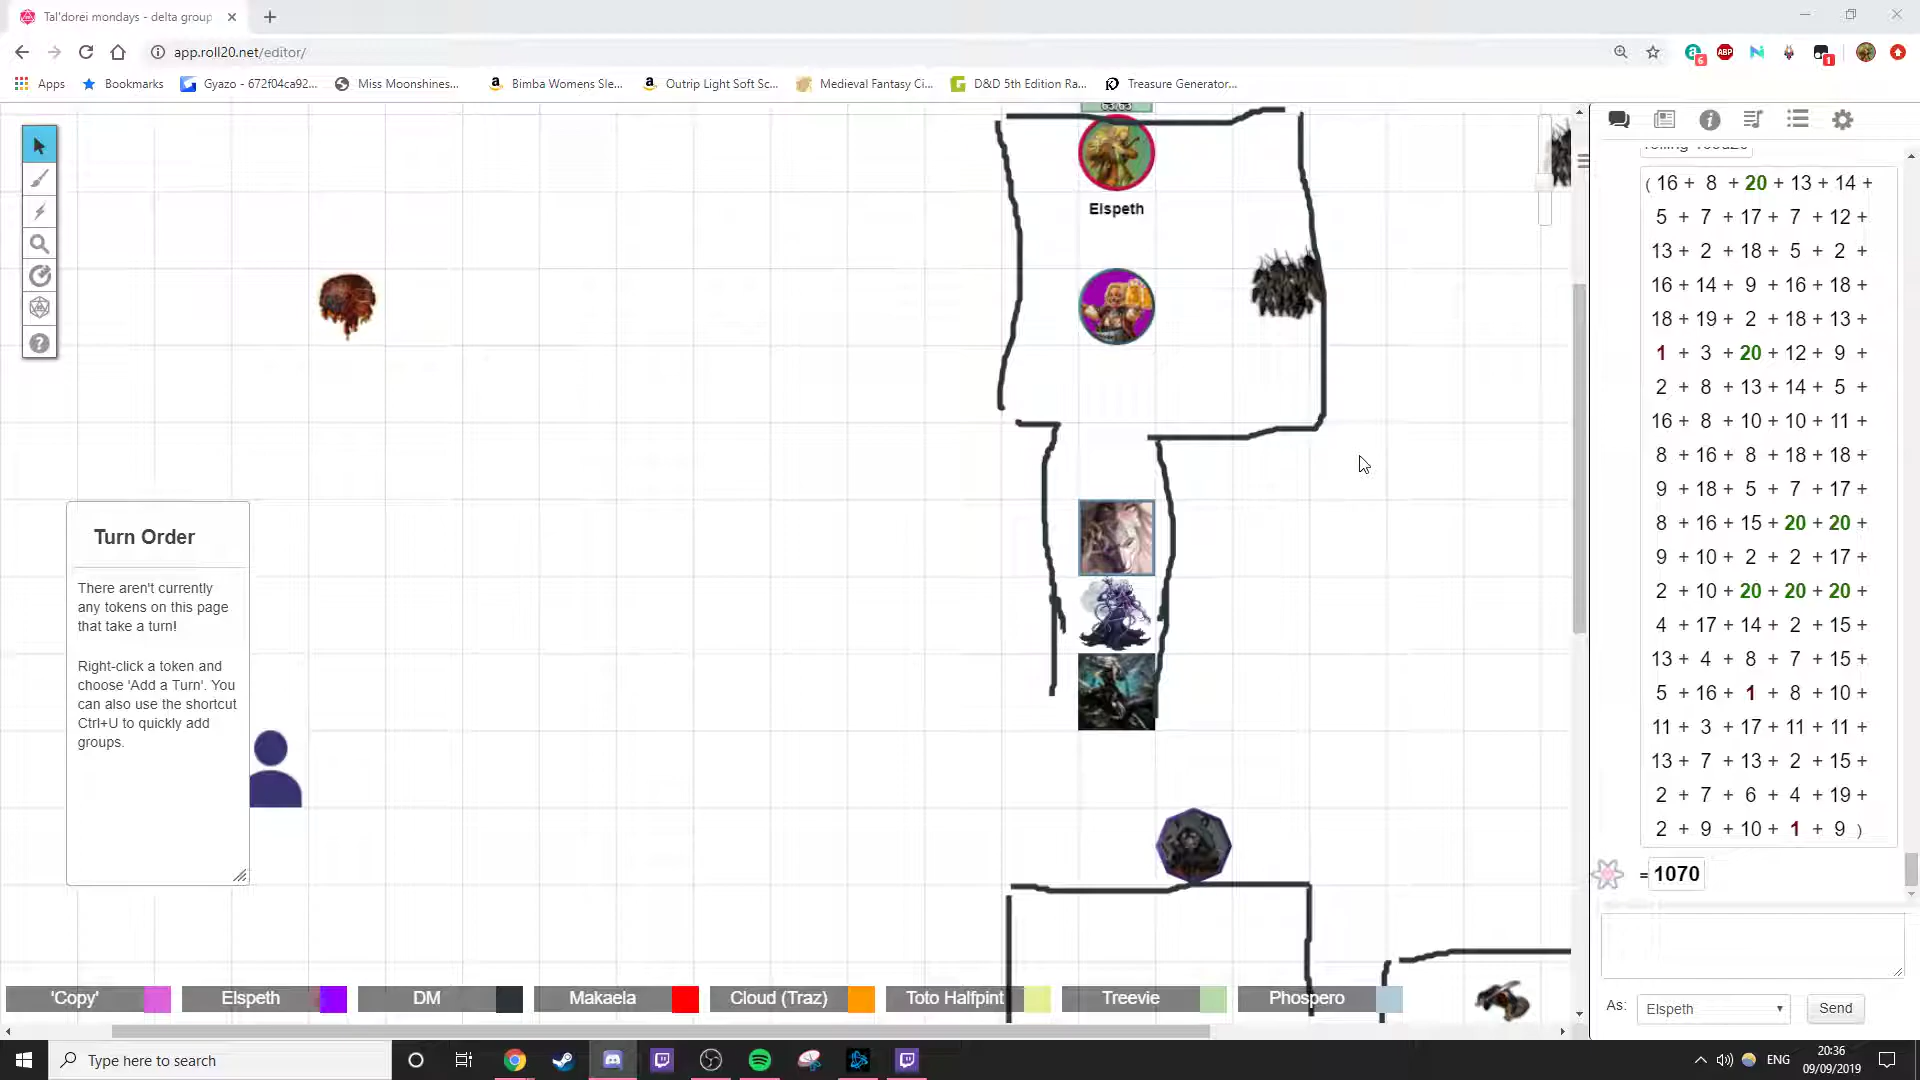 Tal'dorei mondays - delta group
app.roll20.net/editor/
Apps
Bookmarks
Gyazo - 672f04ca92...
Miss Moonshines...
Bimba Womens Sle...
Outrip Light Soft Sc...
Medieval Fantasy Ci...
D&D 5th Edition Ra...
Treasure Generator...
63/63
Elspeth
Turn Order
There aren't currently
any tokens on this page
that take a turn!
Right-click a token and
choose 'Add a Turn'. You
can also use the shortcut
Ctrl+U to quickly add
groups.
( 16 + 8 + 20 + 13 + 14 +
5 + 7 + 17 + 7 + 12 +
13 + 2 + 18 + 5 + 2 +
16 + 14 + 9 + 16 + 18 +
18 + 19 + 2 + 18 + 13 +
1 + 3 + 20 + 12 + 9 +
2 + 8 + 13 + 14 + 5 +
16 + 8 + 10 + 10 + 11 +
8 + 16 + 8 + 18 + 18 +
9 + 18 + 5 + 7 + 17 +
8 + 16 + 15 + 20 + 20 +
9 + 10 + 2 + 2 + 17 +
2 + 10 + 20 + 20 + 20 +
4 + 17 + 14 + 2 + 15 +
13 + 4 + 8 + 7 + 15 +
5 + 16 + 1 + 8 + 10 +
11 + 3 + 17 + 11 + 11 +
13 + 7 + 13 + 2 + 15 +
2 + 7 + 6 + 4 + 19 +
2 + 9 + 10 + 1 + 9 )
= 1070
As:
Elspeth
Send
'Copy'
Elspeth
DM
Makaela
Cloud (Traz)
Toto Halfpint
Treevie
Phospero
Type here to search
ENG
20:36
09/09/2019